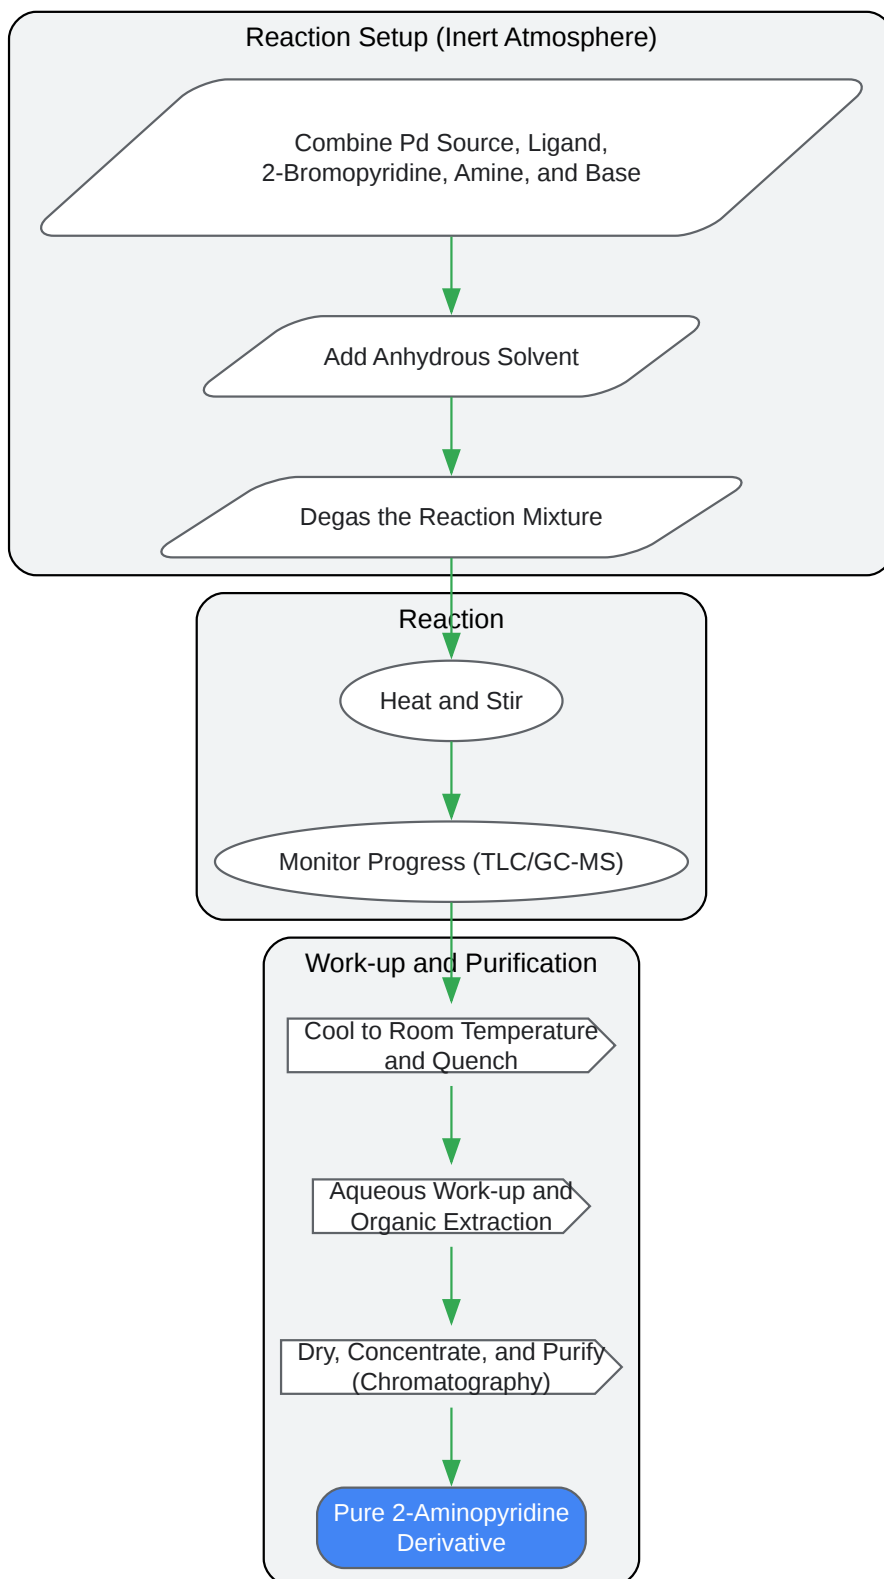 Reaction Setup (Inert Atmosphere)
Combine Pd Source, Ligand,
2-Bromopyridine, Amine, and Base
Add Anhydrous Solvent
Degas the Reaction Mixture
Reaction
Heat and Stir
Monitor Progress (TLC/GC-MS)
Work-up and Purification
Cool to Room Temperature
and Quench
Aqueous Work-up and
Organic Extraction
Dry, Concentrate, and Purify
(Chromatography)
Pure 2-Aminopyridine
Derivative